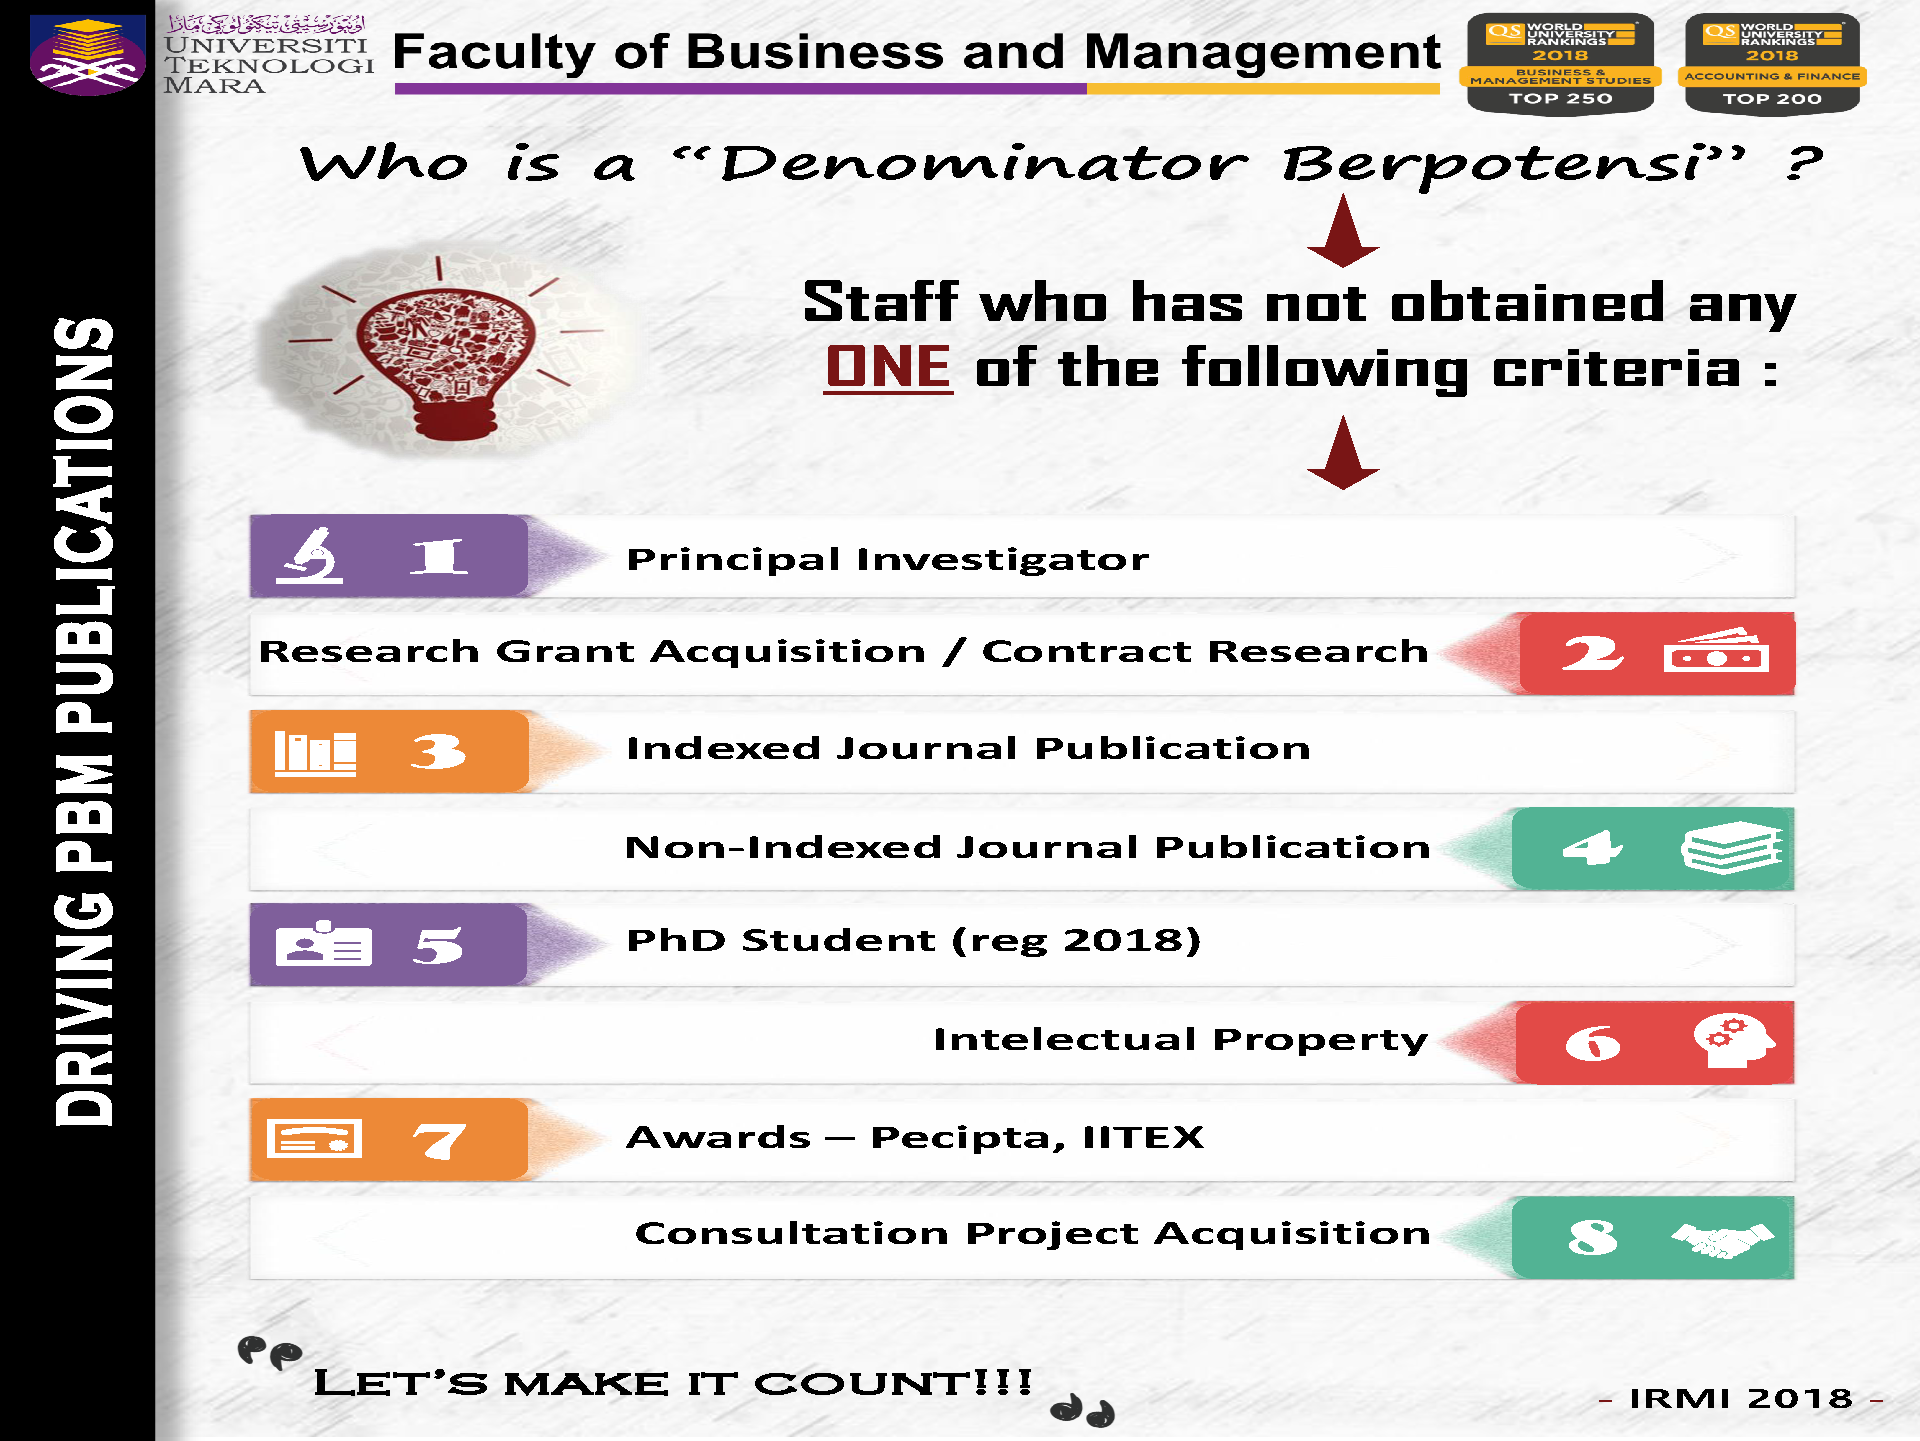 اونيۏرسيتي تيکنولوݢي مارا
UNIVERSITI
TEKNOLOGI
MARA
Faculty of Business and Management
QS WORLD UNIVERSITY RANKINGS
2018
BUSINESS &
MANAGEMENT STUDIES
TOP 250
QS WORLD UNIVERSITY RANKINGS
2018
ACCOUNTING & FINANCE
TOP 200
Who is a “Denominator Berpotensi” ?
Staff who has not obtained any
ONE of the following criteria :
1 Principal Investigator
Research Grant Acquisition / Contract Research 2
3 Indexed Journal Publication
Non-Indexed Journal Publication 4
5 PhD Student (reg 2018)
Intelectual Property 6
7 Awards – Pecipta, IITEX
Consultation Project Acquisition 8
DRIVING PBM PUBLICATIONS
“LET’S MAKE IT COUNT!!!”
- IRMI 2018 -